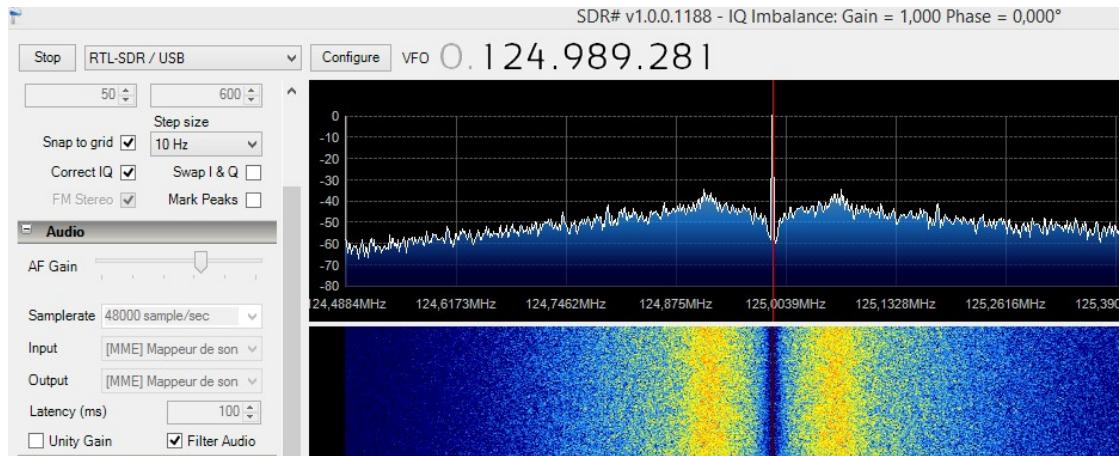 SDR# v1.0.0.1188 - IQ Imbalance: Gain = 1,000 Phase = 0,000°
Stop RTL-SDR / USB Configure VFO 0.124.989.281
50 600
Step size
Snap to grid 10 Hz
Correct IQ Swap I & Q
FM Stereo Mark Peaks
Audio
AF Gain
Samplerate 48000 sample/sec
Input [MME] Mappeur de son
Output [MME] Mappeur de son
Latency (ms) 100
Unity Gain Filter Audio
0
-10
-20
-30
-40
-50
-60
-70
-80
124,4884MHz 124,6173MHz 124,7462MHz 124,875MHz 125,0039MHz 125,1328MHz 125,2616MHz 125,390